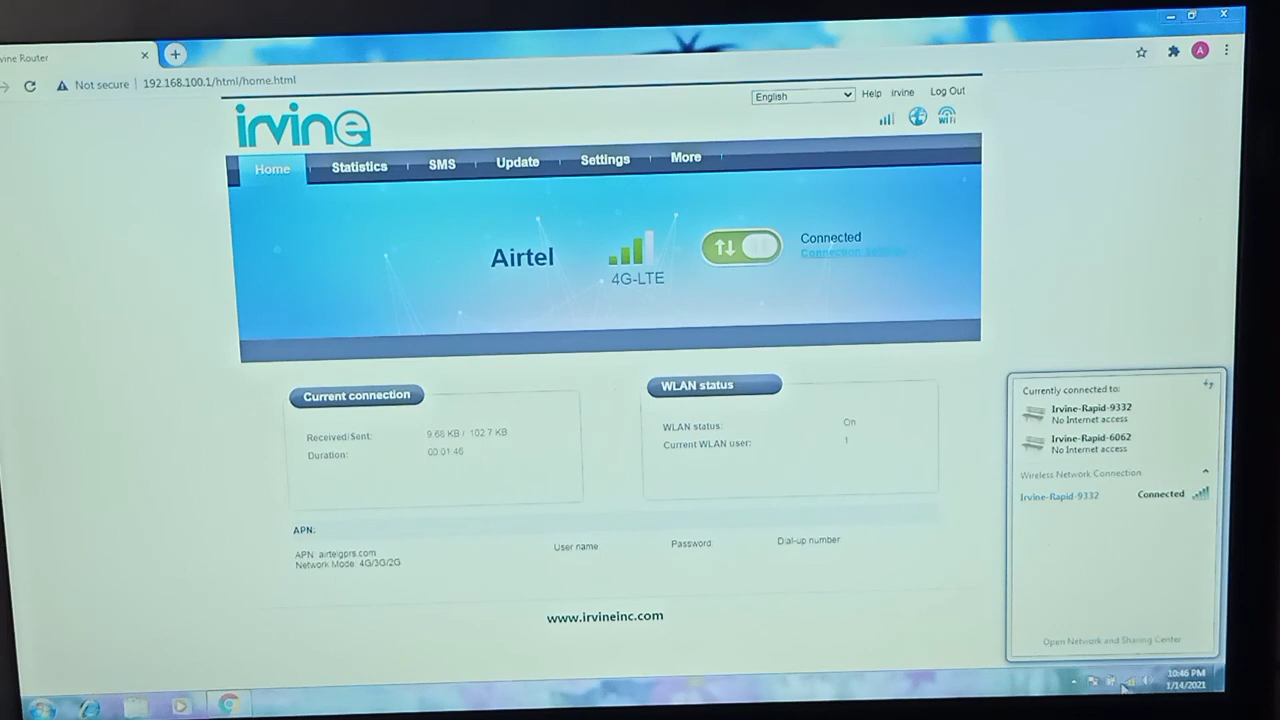 vine Router
Not secure
192.168.100.1/html/home.html
A
irvine
English
Help
irvine
Log Out
WiFi
Home
Statistics
SMS
Update
Settings
More
Airtel
4G-LTE
Connected
Connection Settings
Current connection
Received/Sent:
9.68 KB / 102.7 KB
Duration:
00:01:46
WLAN status
WLAN status:
On
Current WLAN user:
1
APN:
APN: airtelgprs.com
User name
Password:
Dial-up number
Network Mode: 4G/3G/2G
www.irvineinc.com
Currently connected to:
Irvine-Rapid-9332
No Internet access
Irvine-Rapid-6062
No Internet access
Wireless Network Connection
Irvine-Rapid-9332
Connected
Open Network and Sharing Center
10:46 PM
1/14/2021